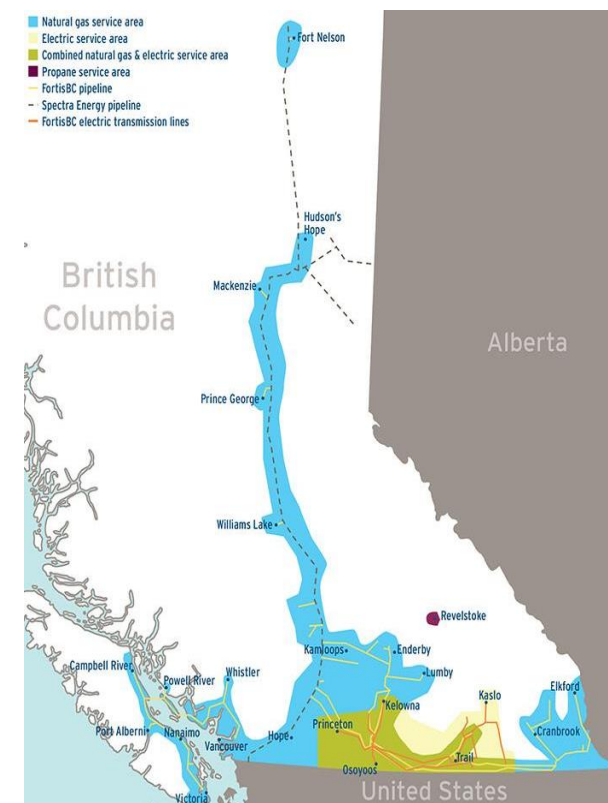 Natural gas service area
Electric service area
Combined natural gas & electric service area
Propane service area
FortisBC pipeline
Spectra Energy pipeline
FortisBC electric transmission lines
Fort Nelson
Hudson's
Hope
British
Columbia
Mackenzie
Alberta
Prince George
Williams Lake
Revelstoke
Kamloops
Enderby
Campbell River
Powell River
Whistler
Lumby
Elkford
Kaslo
Kelowna
Port Alberni
Nanaimo
Vancouver
Hope
Princeton
Cranbrook
Trail
Osoyoos
United States
Victoria